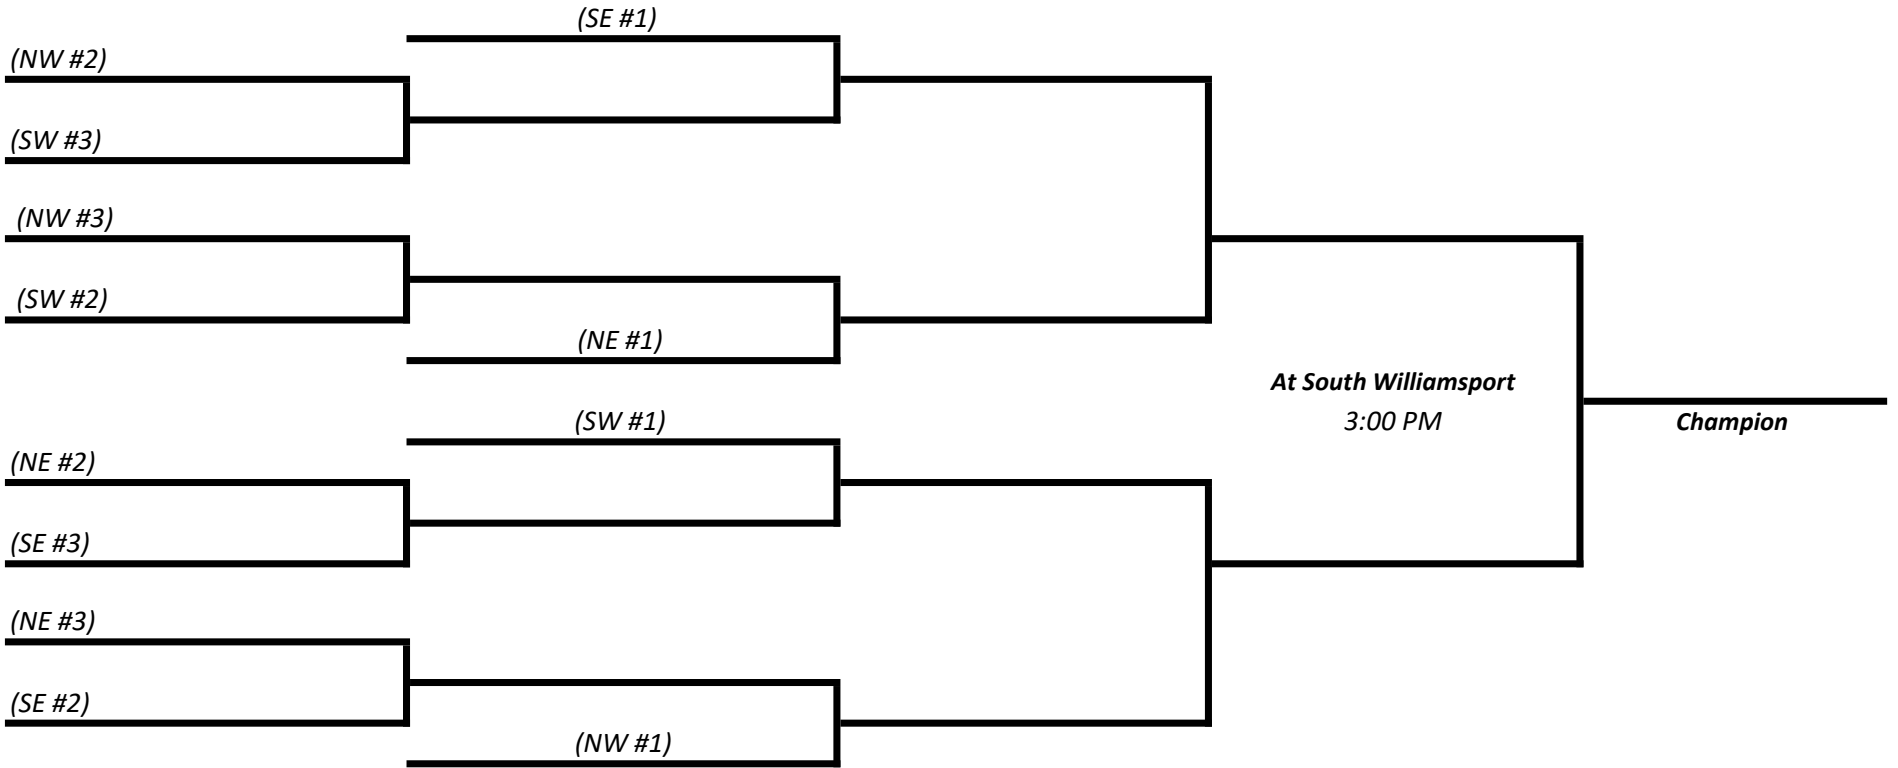 (SE #1)
(NW #2)
(SW #3)
(NW #3)
(SW #2)
(NE #1)
At South Williamsport
3:00 PM
Champion
(SW #1)
(NE #2)
(SE #3)
(NE #3)
(SE #2)
(NW #1)